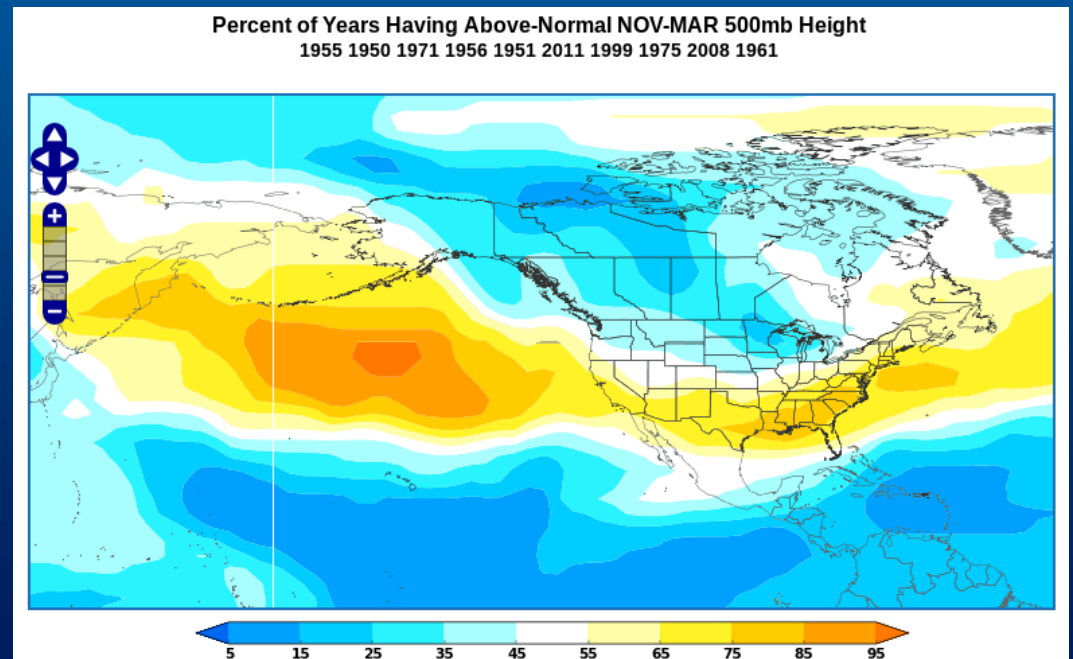 Percent of Years Having Above-Normal NOV-MAR 500mb Height
1955 1950 1971 1956 1951 2011 1999 1975 2008 1961
5 15 25 35 45 55 65 75 85 95